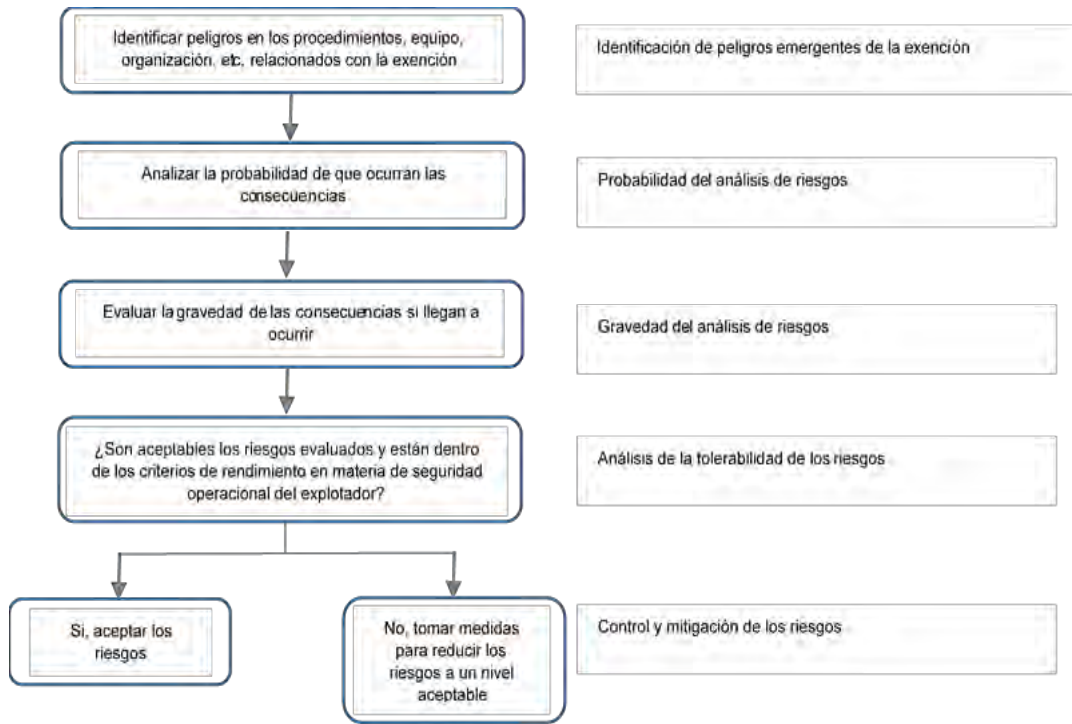 Identificar peligros en los procedimientos, equipo,
organización, etc, relacionados con la exención
Identificación de peligros emergentes de la exención
Analizar la probabilidad de que ocurran las
consecuencias
Probabilidad del análisis de riesgos
Evaluar la gravedad de las consecuencias si llegan a
ocurrir
Gravedad del análisis de riesgos
¿Son aceptables los riesgos evaluados y están dentro
de los criterios de rendimiento en materia de seguridad
operacional del explotador?
Análisis de la tolerabilidad de los riesgos
Si, aceptar los
riesgos
No, tomar medidas
para reducir los
riesgos a un nivel
aceptable
Control y mitigación de los riesgos